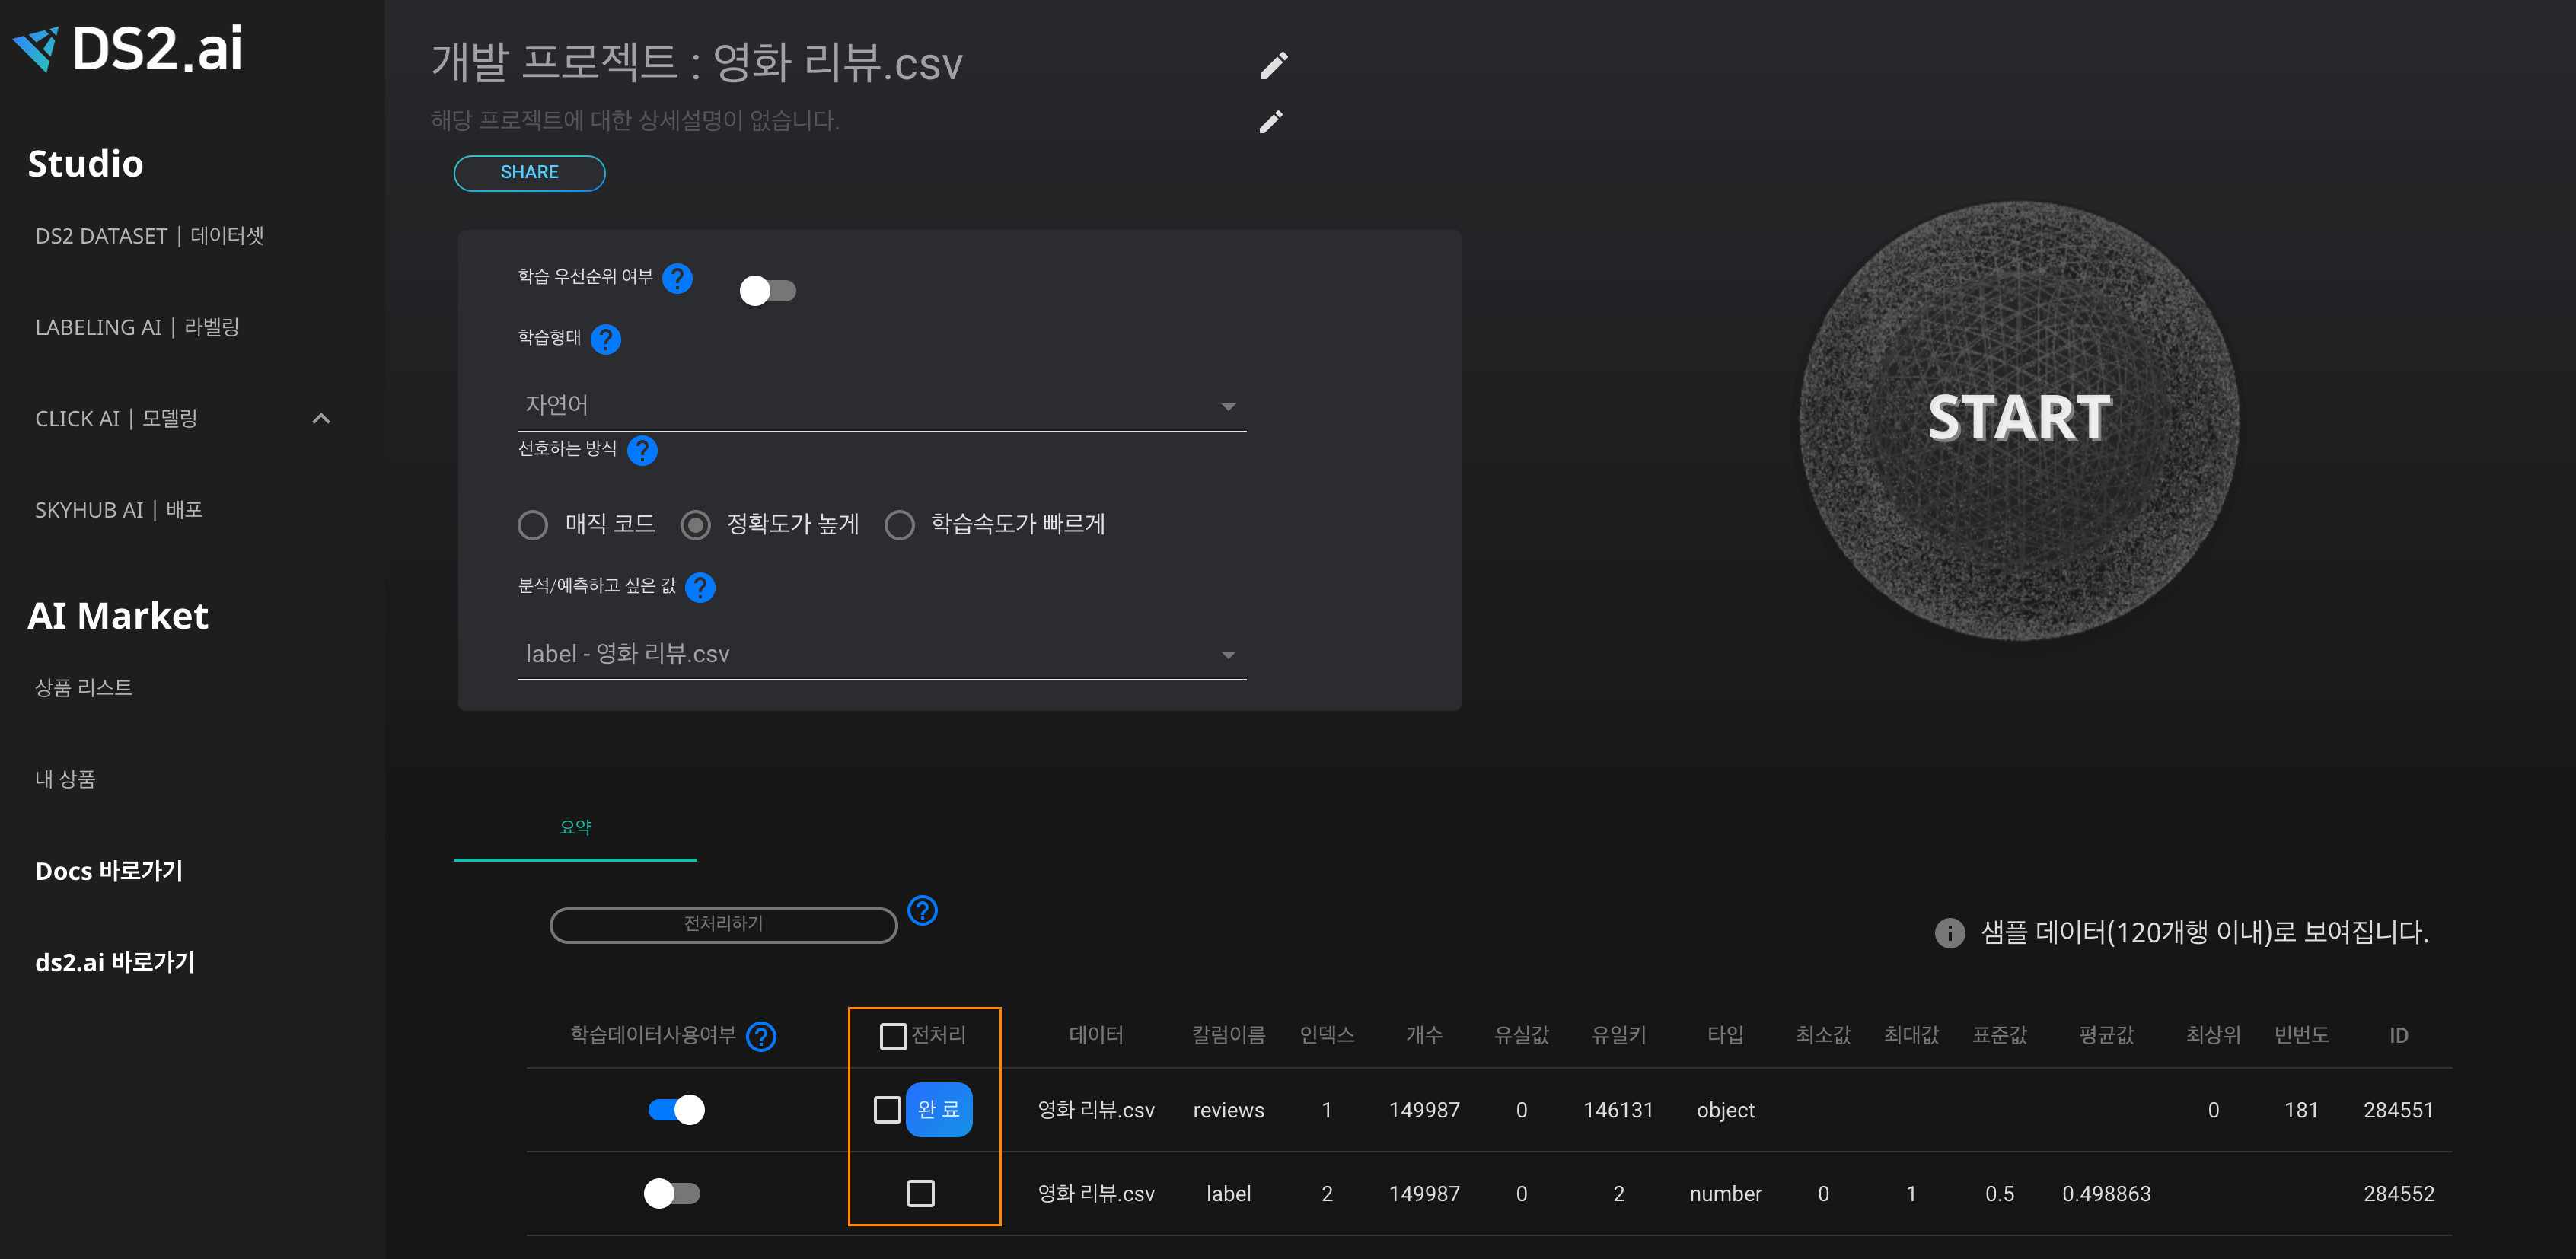 DS2.ai
Studio
DS2 DATASET | 데이터셋
LABELING AI | 라벨링
CLICK AI | 모델링
SKYHUB AI | 배포
AI Market
상품 리스트
내 상품
Docs 바로가기
ds2.ai 바로가기
개발 프로젝트 : 영화 리뷰.csv
해당 프로젝트에 대한 상세설명이 없습니다.
SHARE
학습 우선순위 여부 ?
학습형태 ?
자연어
선호하는 방식 ?
매직 코드 정확도가 높게 학습속도가 빠르게
분석/예측하고 싶은 값 ?
label - 영화 리뷰.csv
START
요약
전처리하기 ?
i 샘플 데이터(120개행 이내)로 보여집니다.
학습데이터사용여부 ? 전처리 데이터 칼럼이름 인덱스 개수 유실값 유일키 타입 최소값 최대값 표준값 평균값 최상위 빈번도 ID
완 료 영화 리뷰.csv reviews 1 149987 0 146131 object 0 181 284551
영화 리뷰.csv label 2 149987 0 2 number 0 1 0.5 0.498863 284552